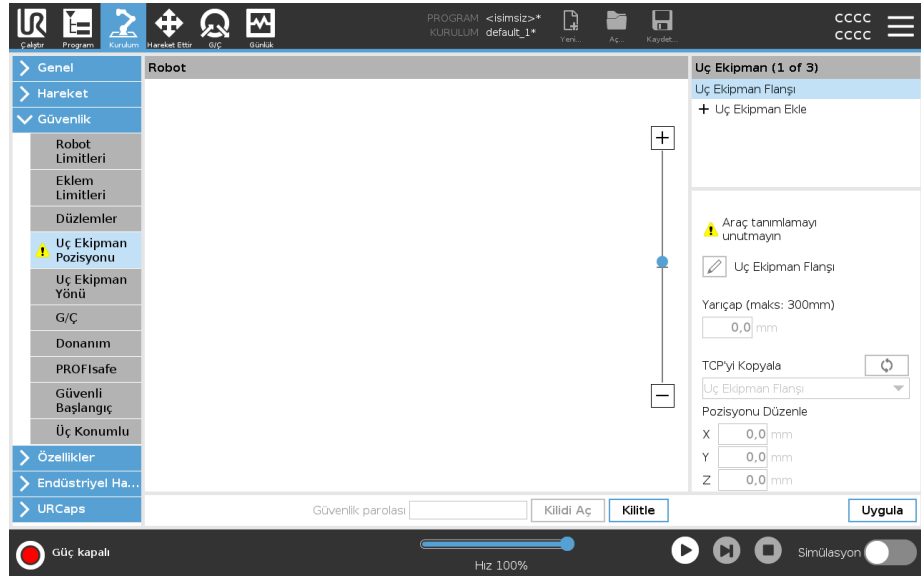 Çalıştır
Program
Kurulum
Hareket Ettir
G/Ç
Günlük
PROGRAM <isimsiz>*
KURULUM default_1*
Yeni...
Aç...
Kaydet...
CCCC
CCCC
Genel
Hareket
Güvenlik
Robot
Limitleri
Eklem
Limitleri
Düzlemler
Uç Ekipman
Pozisyonu
Uç Ekipman
Yönü
G/Ç
Donanım
PROFIsafe
Güvenli
Başlangıç
Üç Konumlu
Özellikler
Endüstriyel Ha...
URCaps
Robot
Uç Ekipman (1 of 3)
Uç Ekipman Flanşı
+ Uç Ekipman Ekle
Araç tanımlamayı
unutmayın
Uç Ekipman Flanşı
Yarıçap (maks: 300mm)
0,0 mm
TCP'yi Kopyala
Uç Ekipman Flanşı
Pozisyonu Düzenle
X 0,0 mm
Y 0,0 mm
Z 0,0 mm
Güvenlik parolası Kilidi Aç Kilitle Uygula
Güç kapalı
Hız 100%
Simülasyon